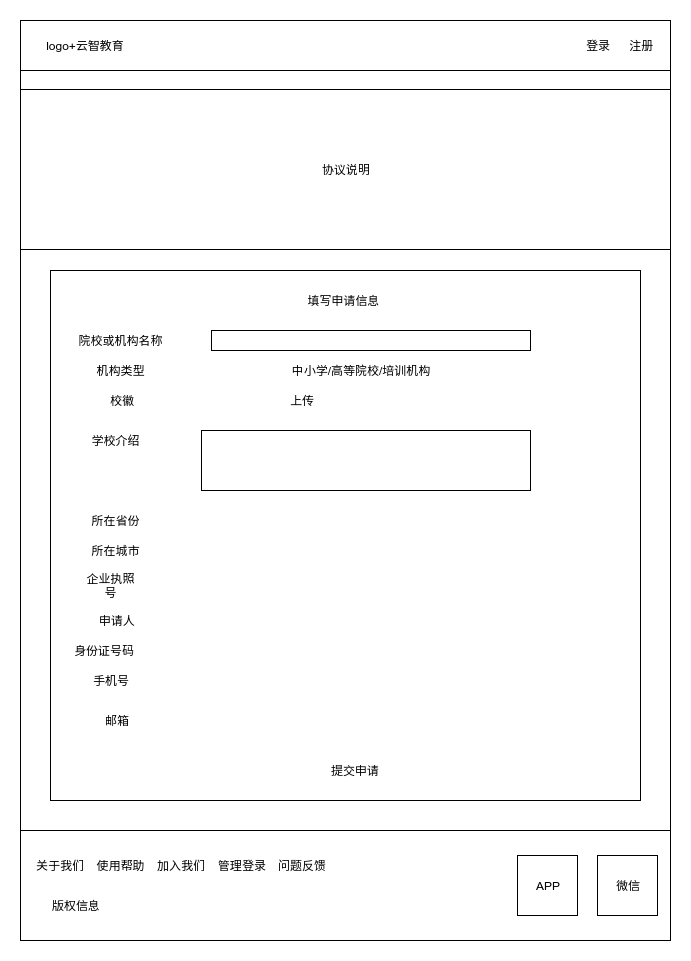 logo+云智教育 登录 注册
协议说明
填写申请信息
院校或机构名称
机构类型 中小学/高等院校/培训机构
校徽 上传
学校介绍
所在省份
所在城市
企业执照
号
申请人
身份证号码
手机号
邮箱
提交申请
关于我们 使用帮助 加入我们 管理登录 问题反馈
APP 微信
版权信息